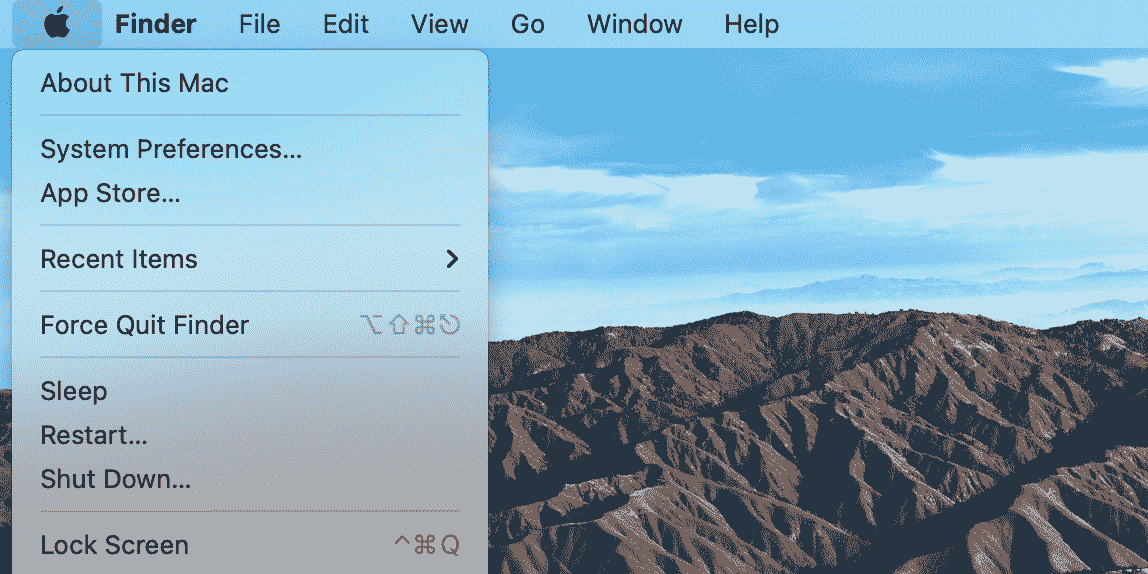 Finder File Edit View Go Window Help
About This Mac
System Preferences...
App Store...
Recent Items
Force Quit Finder ⌥⇧⌘⎋
Sleep
Restart...
Shut Down...
Lock Screen ^⌘Q